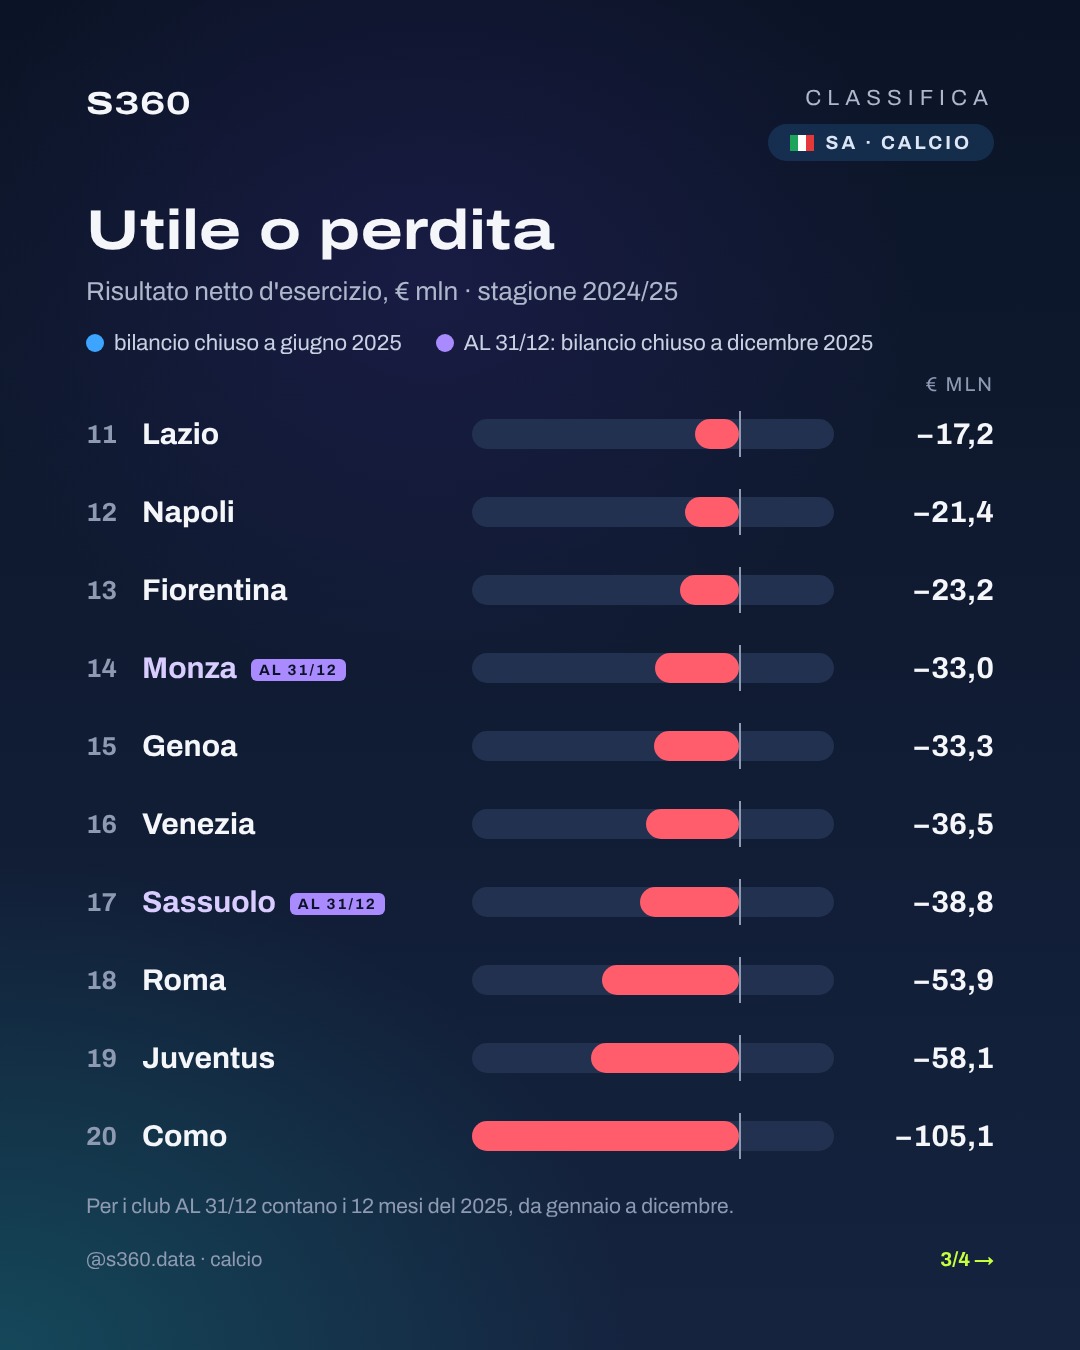 S360
CLASSIFICA
SA · CALCIO
Utile o perdita
Risultato netto d'esercizio, € mln · stagione 2024/25
bilancio chiuso a giugno 2025
AL 31/12: bilancio chiuso a dicembre 2025
€ MLN
11 Lazio –17,2
12 Napoli –21,4
13 Fiorentina –23,2
14 Monza AL 31/12 –33,0
15 Genoa –33,3
16 Venezia –36,5
17 Sassuolo AL 31/12 –38,8
18 Roma –53,9
19 Juventus –58,1
20 Como –105,1
Per i club AL 31/12 contano i 12 mesi del 2025, da gennaio a dicembre.
@s360.data · calcio
3/4 →